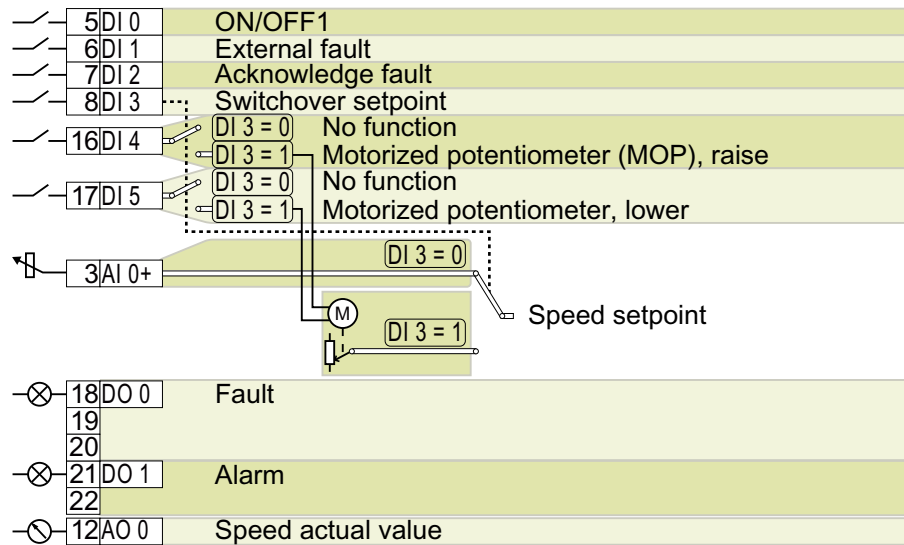 5 DI 0 ON/OFF1
6 DI 1 External fault
7 DI 2 Acknowledge fault
8 DI 3 Switchover setpoint
DI 3 = 0 No function
16 DI 4
DI 3 = 1 Motorized potentiometer (MOP), raise
DI 3 = 0 No function
17 DI 5
DI 3 = 1 Motorized potentiometer, lower
DI 3 = 0
3 AI 0+
M
Speed setpoint
DI 3 = 1
18 DO 0 Fault
19
20
21 DO 1 Alarm
22
12 AO 0 Speed actual value